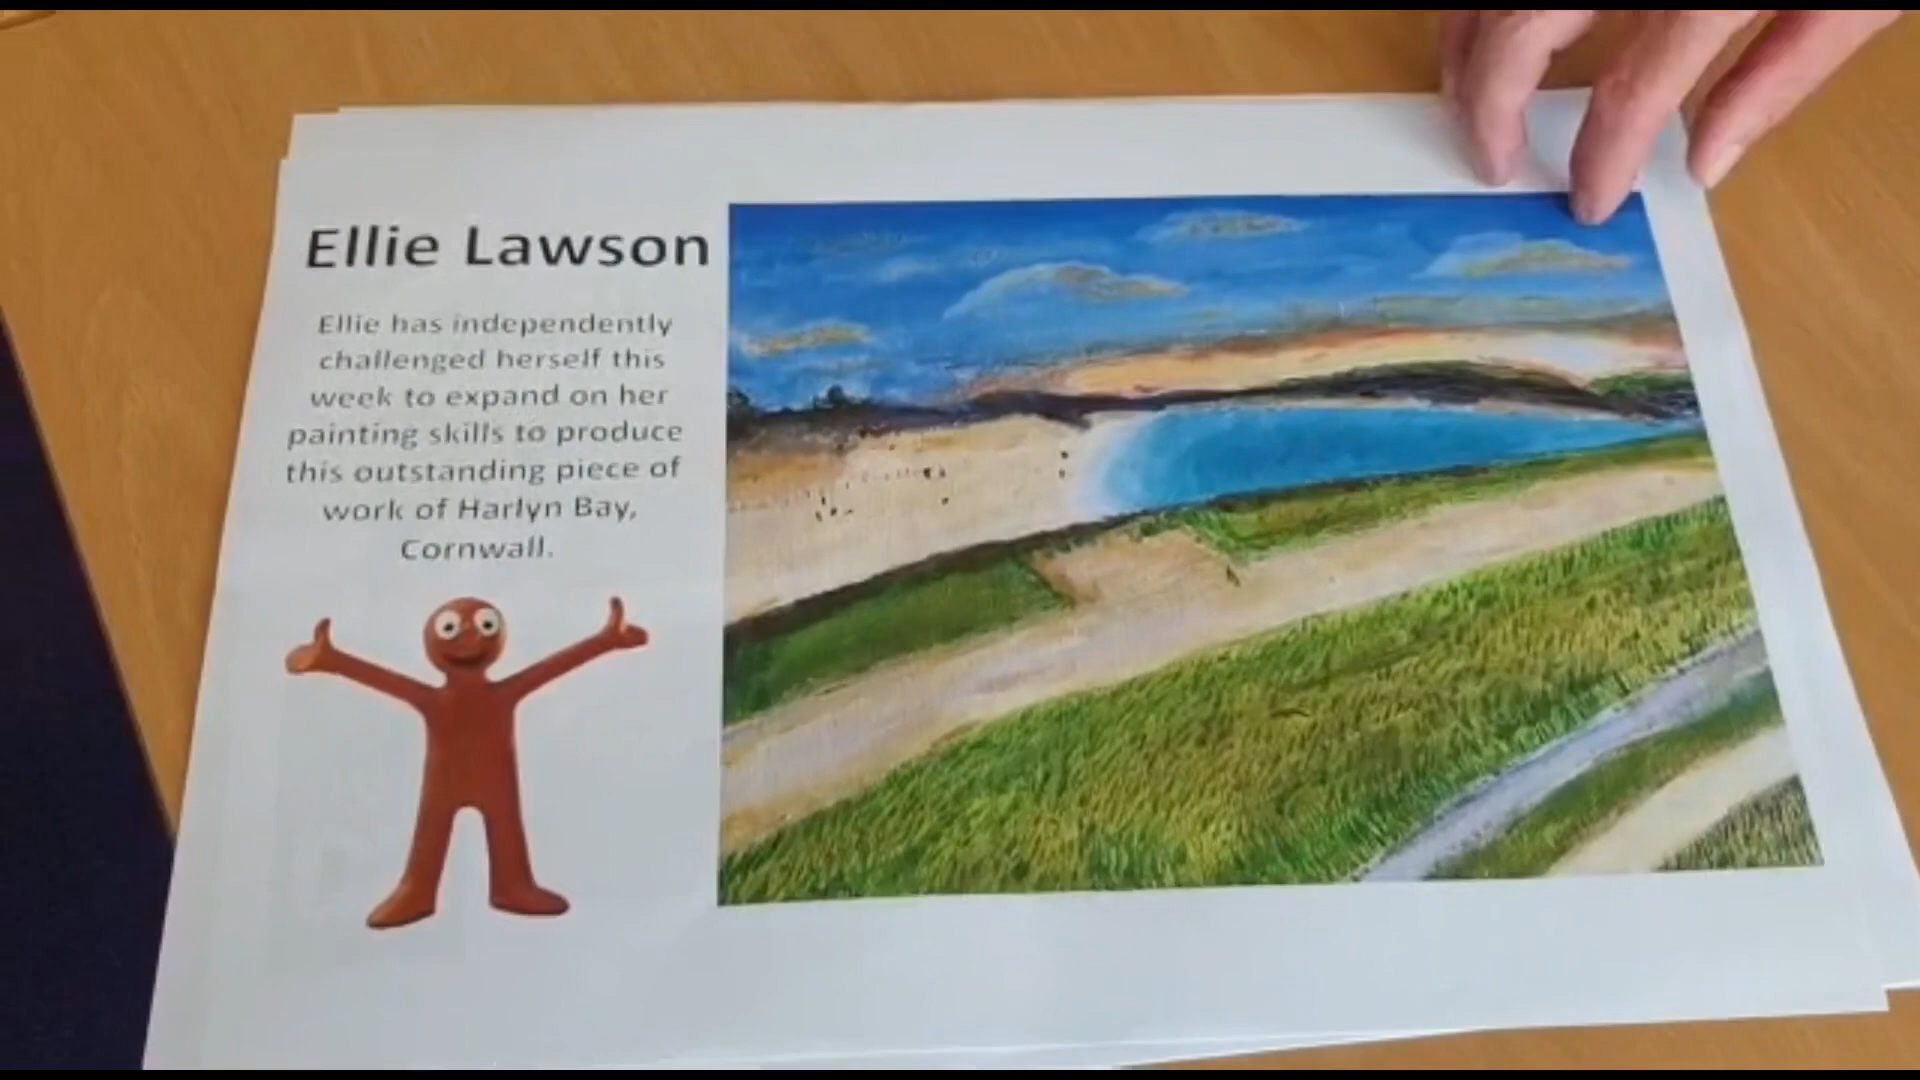 Ellie Lawson
Ellie has independently
challenged herself this
week to expand on her
painting skills to produce
this outstanding piece of
work of Harlyn Bay,
Cornwall.